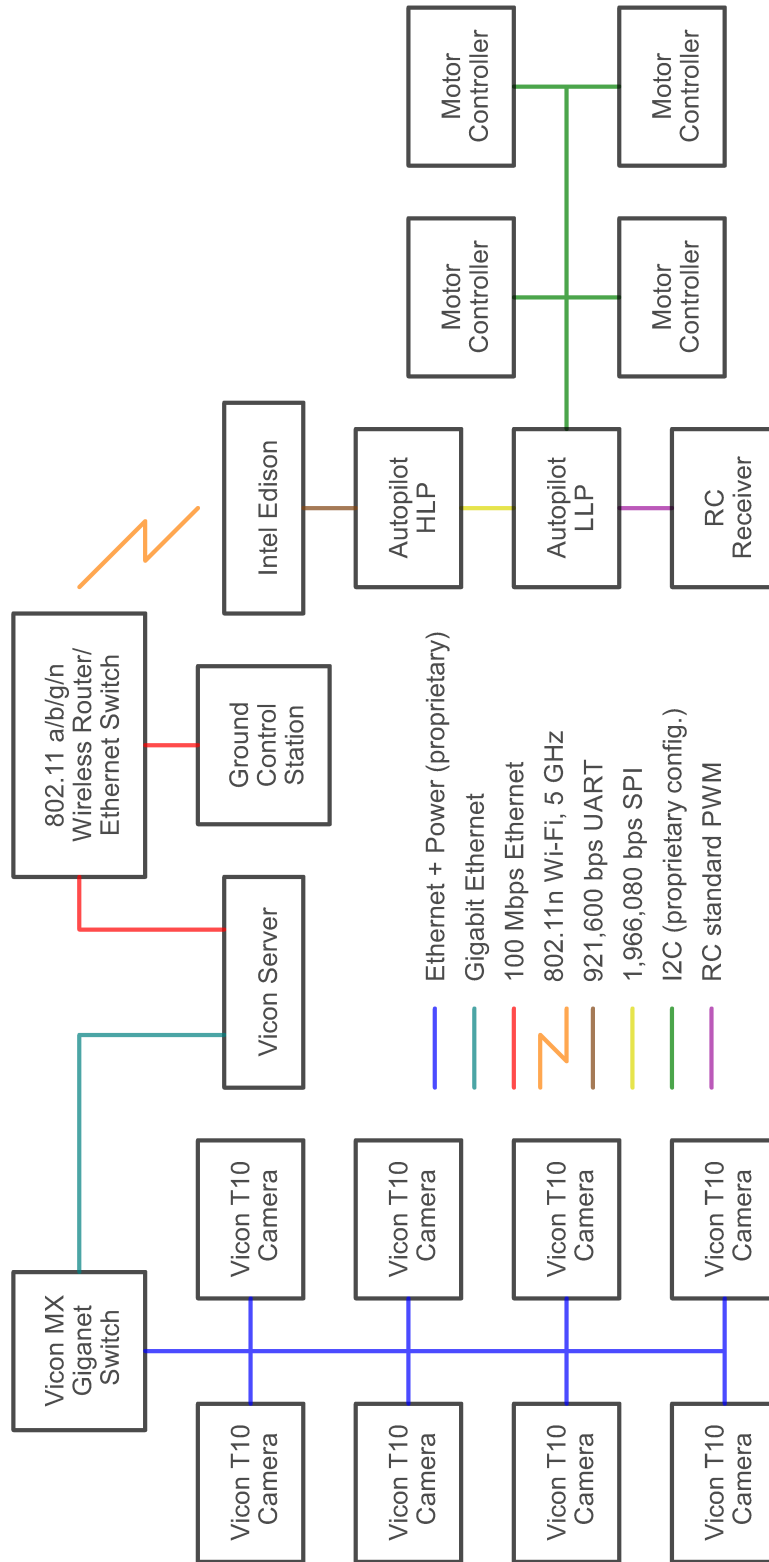 Vicon MX
Giganet
Switch
Vicon Server
802.11 a/b/g/n
Wireless Router/
Ethernet Switch
Ground
Control
Station
Intel Edison
Autopilot
HLP
Autopilot
LLP
RC
Receiver
Motor
Controller
Motor
Controller
Motor
Controller
Motor
Controller
Vicon T10
Camera
Vicon T10
Camera
Vicon T10
Camera
Vicon T10
Camera
Vicon T10
Camera
Vicon T10
Camera
Vicon T10
Camera
Vicon T10
Camera
Ethernet + Power (proprietary)
Gigabit Ethernet
100 Mbps Ethernet
802.11n Wi-Fi, 5 GHz
921,600 bps UART
1,966,080 bps SPI
I2C (proprietary config.)
RC standard PWM